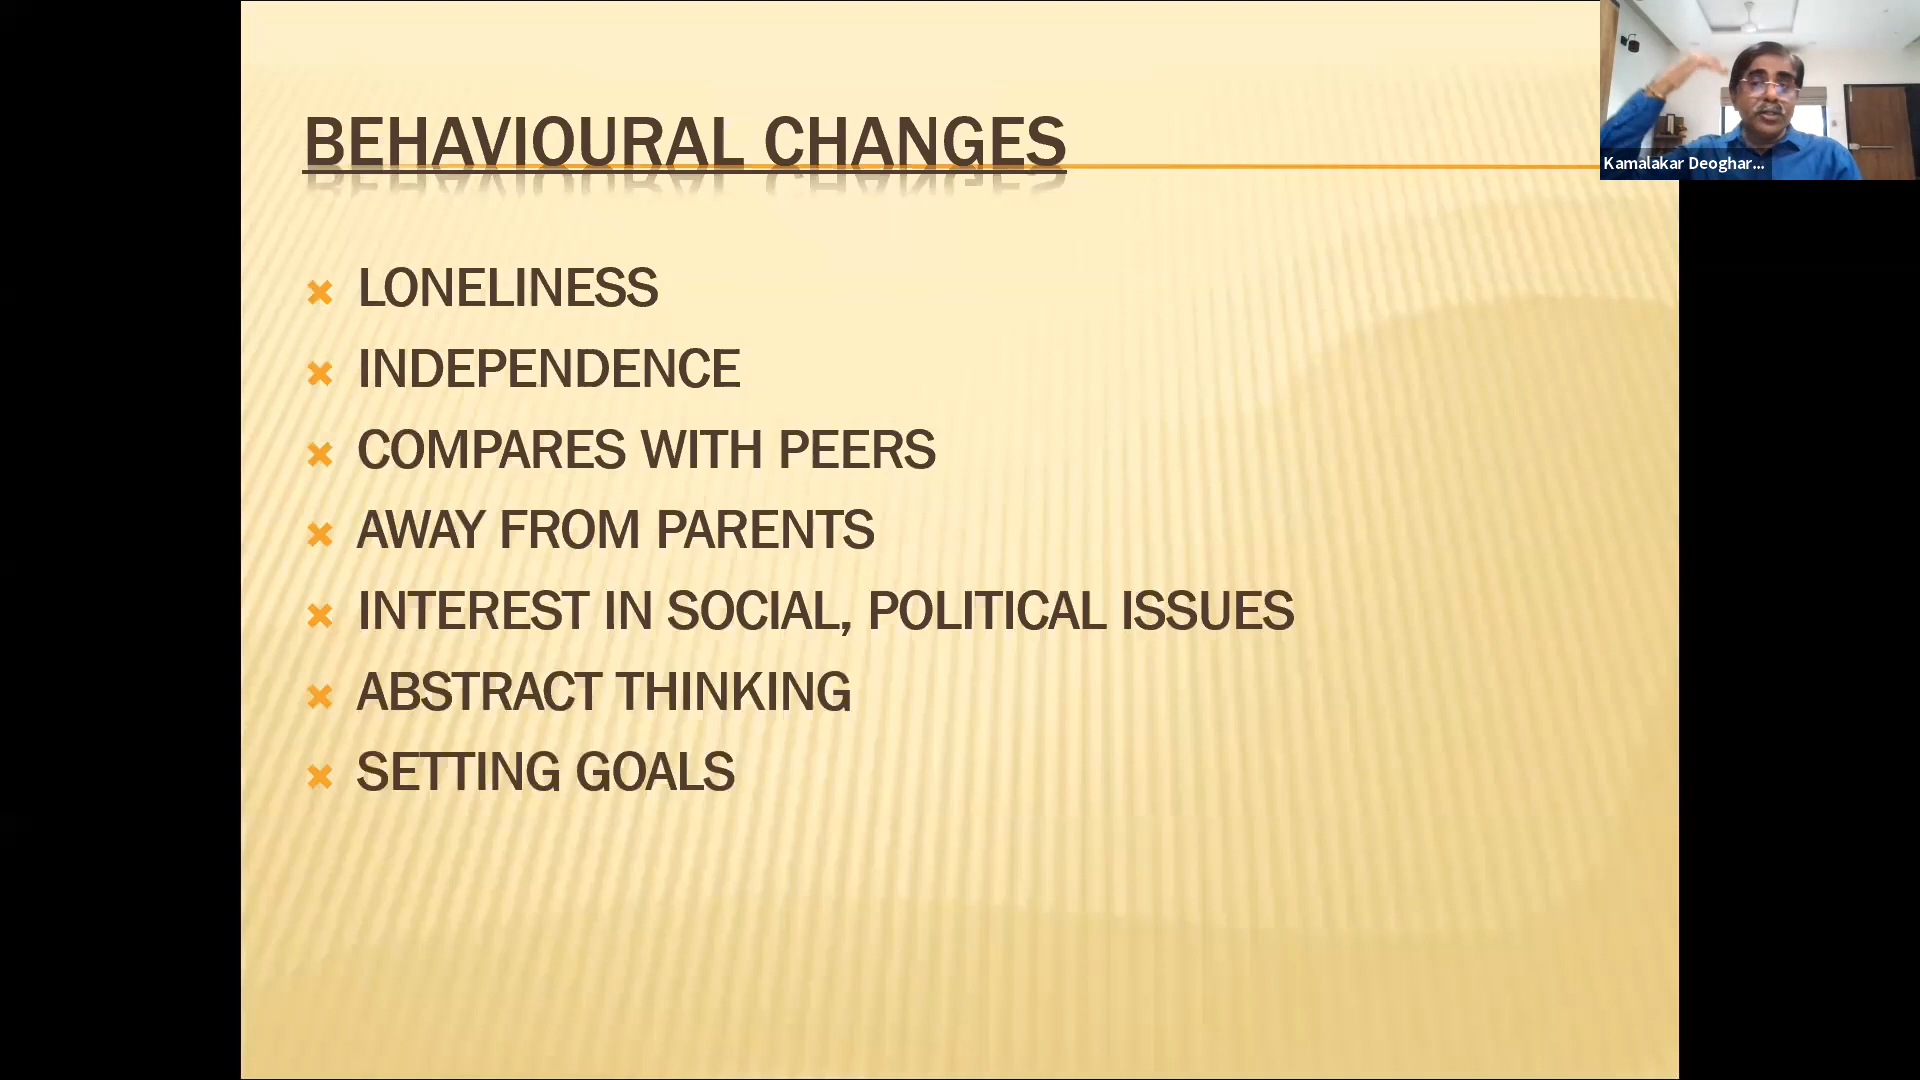 BEHAVIOURAL CHANGES
LONELINESS
INDEPENDENCE
COMPARES WITH PEERS
AWAY FROM PARENTS
INTEREST IN SOCIAL, POLITICAL ISSUES
ABSTRACT THINKING
SETTING GOALS
Kamalakar Deoghar...